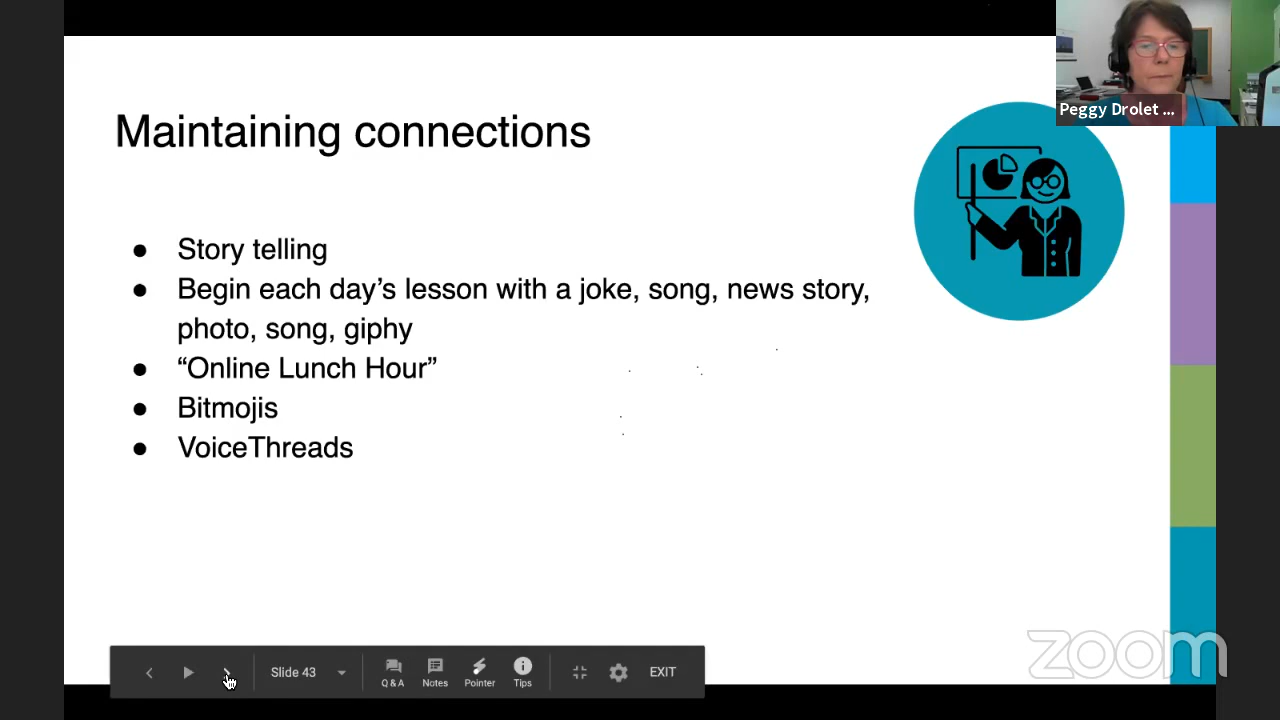 Peggy Drolet ...
Maintaining connections
● Story telling
● Begin each day’s lesson with a joke, song, news story,
photo, song, giphy
● “Online Lunch Hour”
● Bitmojis
● VoiceThreads
zoom
Slide 43
Q & A
Notes
Pointer
Tips
EXIT